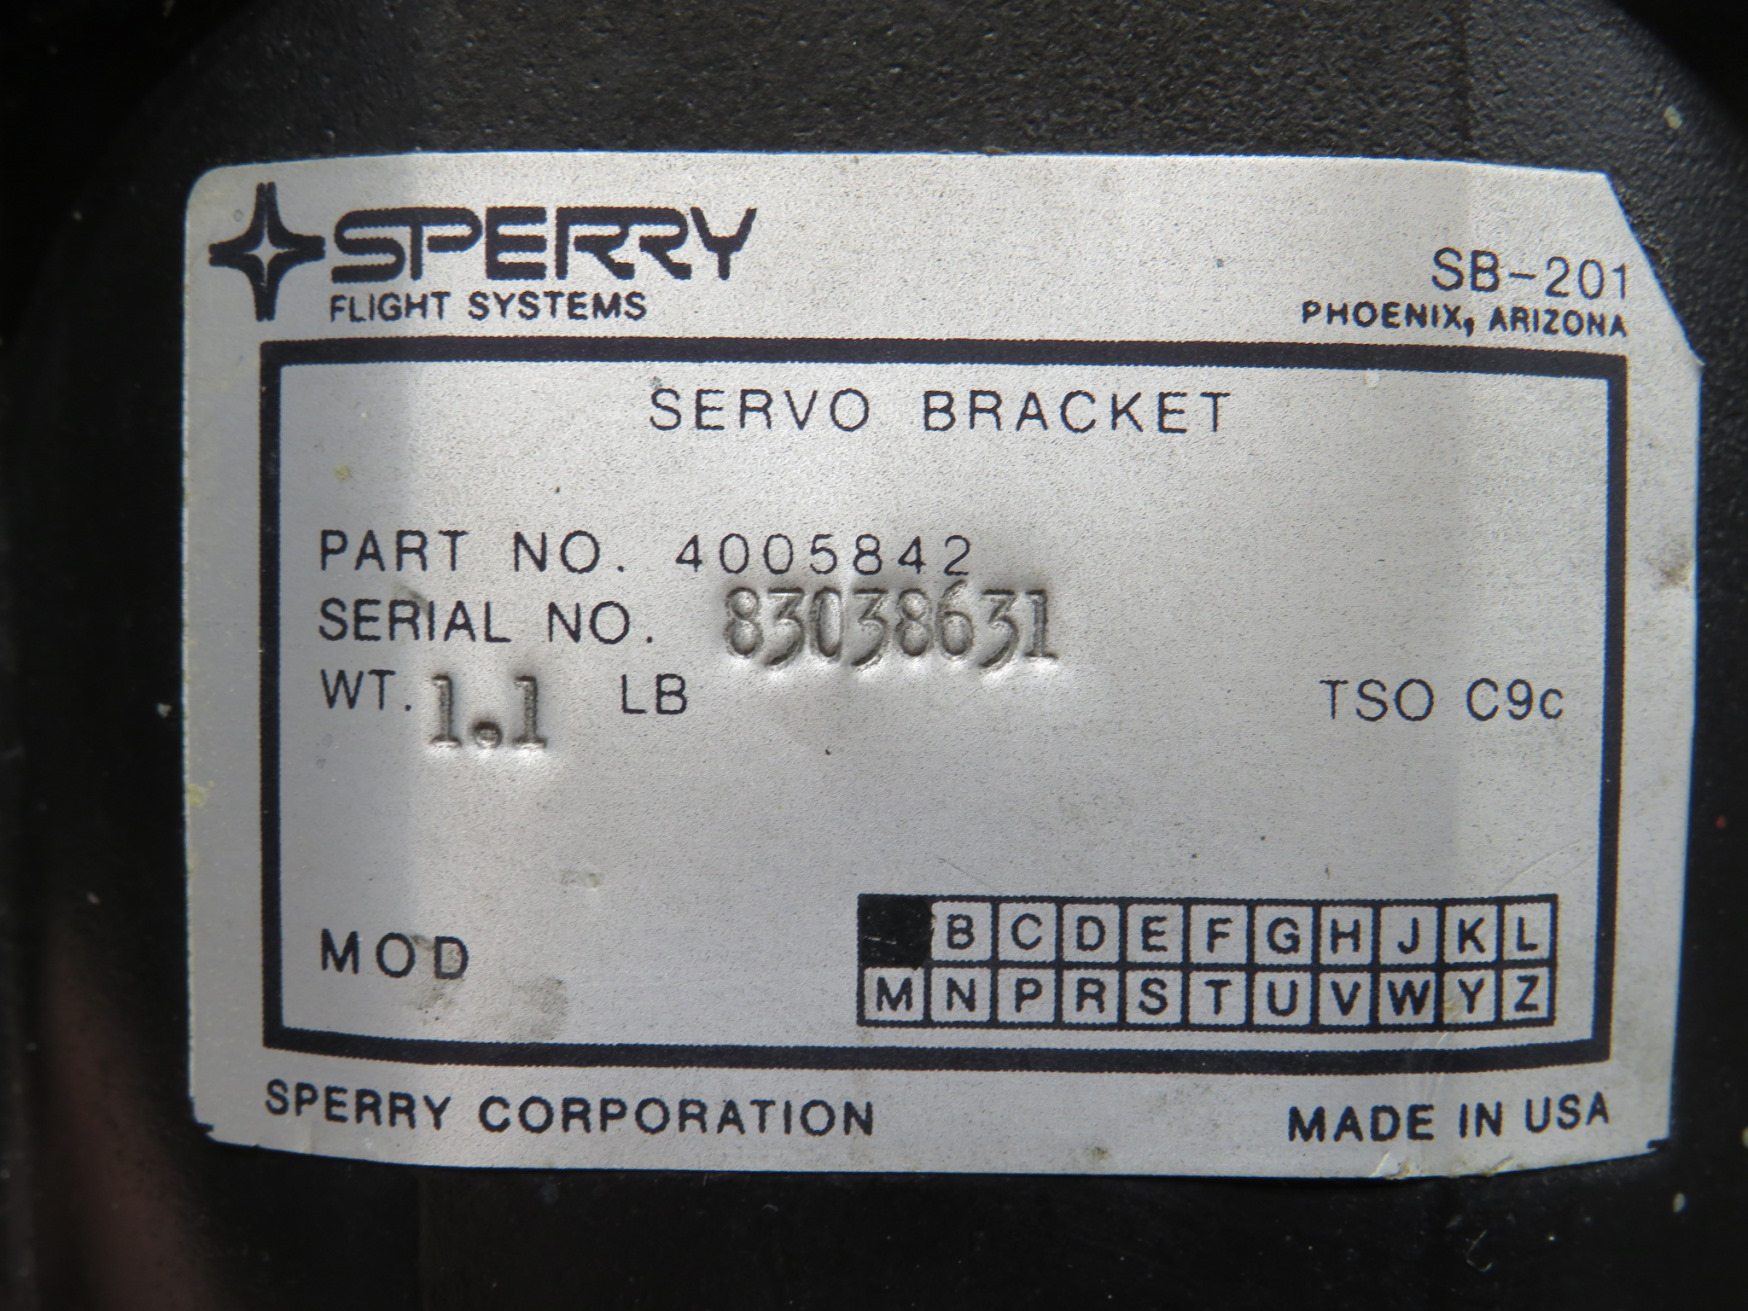 SPERRY
FLIGHT SYSTEMS
SB-201
PHOENIX, ARIZONA
SERVO BRACKET
PART NO. 4005842
SERIAL NO. 83038631
WT. 1.1 LB
TSO C9c
MOD
B C D E F G H J K L
M N P R S T U V W Y Z
SPERRY CORPORATION
MADE IN USA